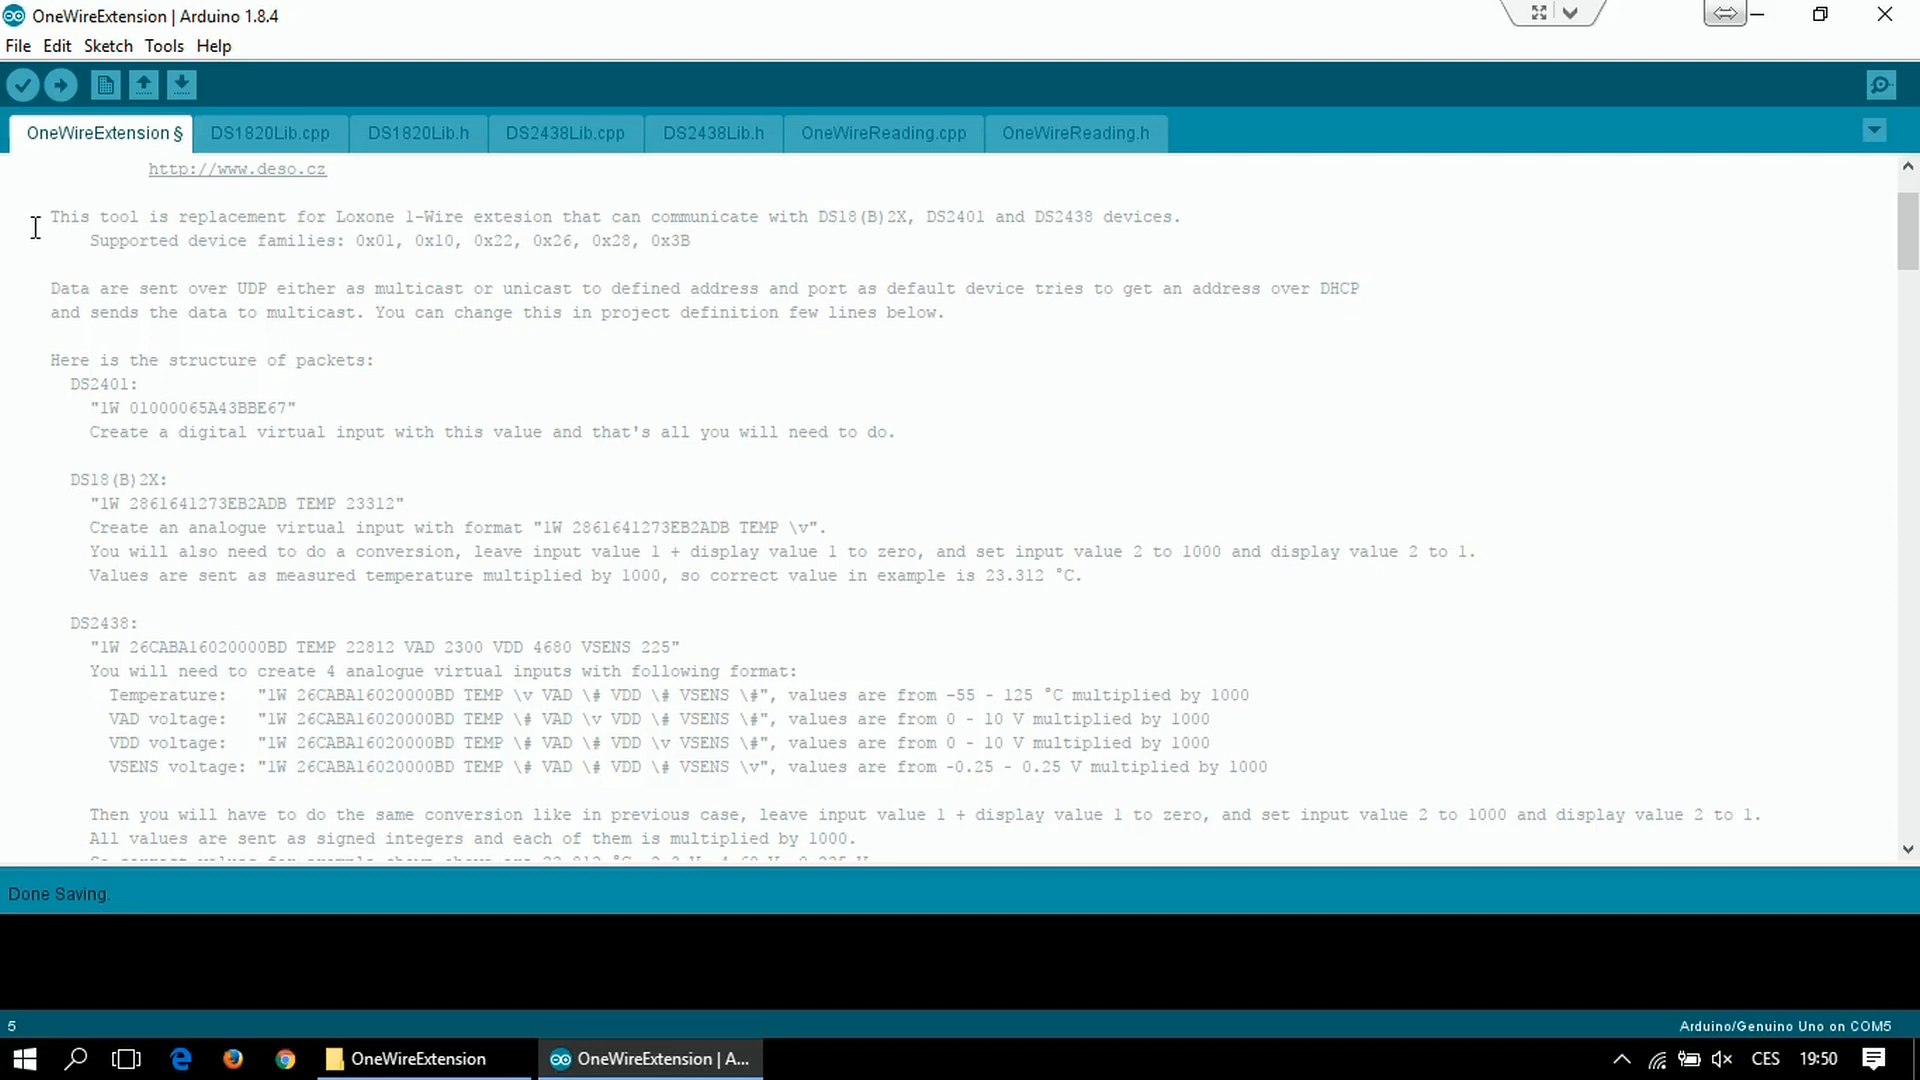 OneWireExtension | Arduino 1.8.4
File Edit Sketch Tools Help
OneWireExtension § DS1820Lib.cpp DS1820Lib.h DS2438Lib.cpp DS2438Lib.h OneWireReading.cpp OneWireReading.h
http://www.deso.cz
This tool is replacement for Loxone 1-Wire extesion that can communicate with DS18(B)2X, DS2401 and DS2438 devices.
Supported device families: 0x01, 0x10, 0x22, 0x26, 0x28, 0x3B
Data are sent over UDP either as multicast or unicast to defined address and port as default device tries to get an address over DHCP
and sends the data to multicast. You can change this in project definition few lines below.
Here is the structure of packets:
DS2401:
"1W 01000065A43BBE67"
Create a digital virtual input with this value and that's all you will need to do.
DS18(B)2X:
"1W 2861641273EB2ADB TEMP 23312"
Create an analogue virtual input with format "1W 2861641273EB2ADB TEMP \v".
You will also need to do a conversion, leave input value 1 + display value 1 to zero, and set input value 2 to 1000 and display value 2 to 1.
Values are sent as measured temperature multiplied by 1000, so correct value in example is 23.312 °C.
DS2438:
"1W 26CABA16020000BD TEMP 22812 VAD 2300 VDD 4680 VSENS 225"
You will need to create 4 analogue virtual inputs with following format:
Temperature: "1W 26CABA16020000BD TEMP \v VAD \# VDD \# VSENS \#", values are from -55 - 125 °C multiplied by 1000
VAD voltage: "1W 26CABA16020000BD TEMP \# VAD \v VDD \# VSENS \#", values are from 0 - 10 V multiplied by 1000
VDD voltage: "1W 26CABA16020000BD TEMP \# VAD \# VDD \v VSENS \#", values are from 0 - 10 V multiplied by 1000
VSENS voltage: "1W 26CABA16020000BD TEMP \# VAD \# VDD \# VSENS \v", values are from -0.25 - 0.25 V multiplied by 1000
Then you will have to do the same conversion like in previous case, leave input value 1 + display value 1 to zero, and set input value 2 to 1000 and display value 2 to 1.
All values are sent as signed integers and each of them is multiplied by 1000.
Done Saving.
5
Arduino/Genuino Uno on COM5
OneWireExtension
OneWireExtension | A...
CES 19:50